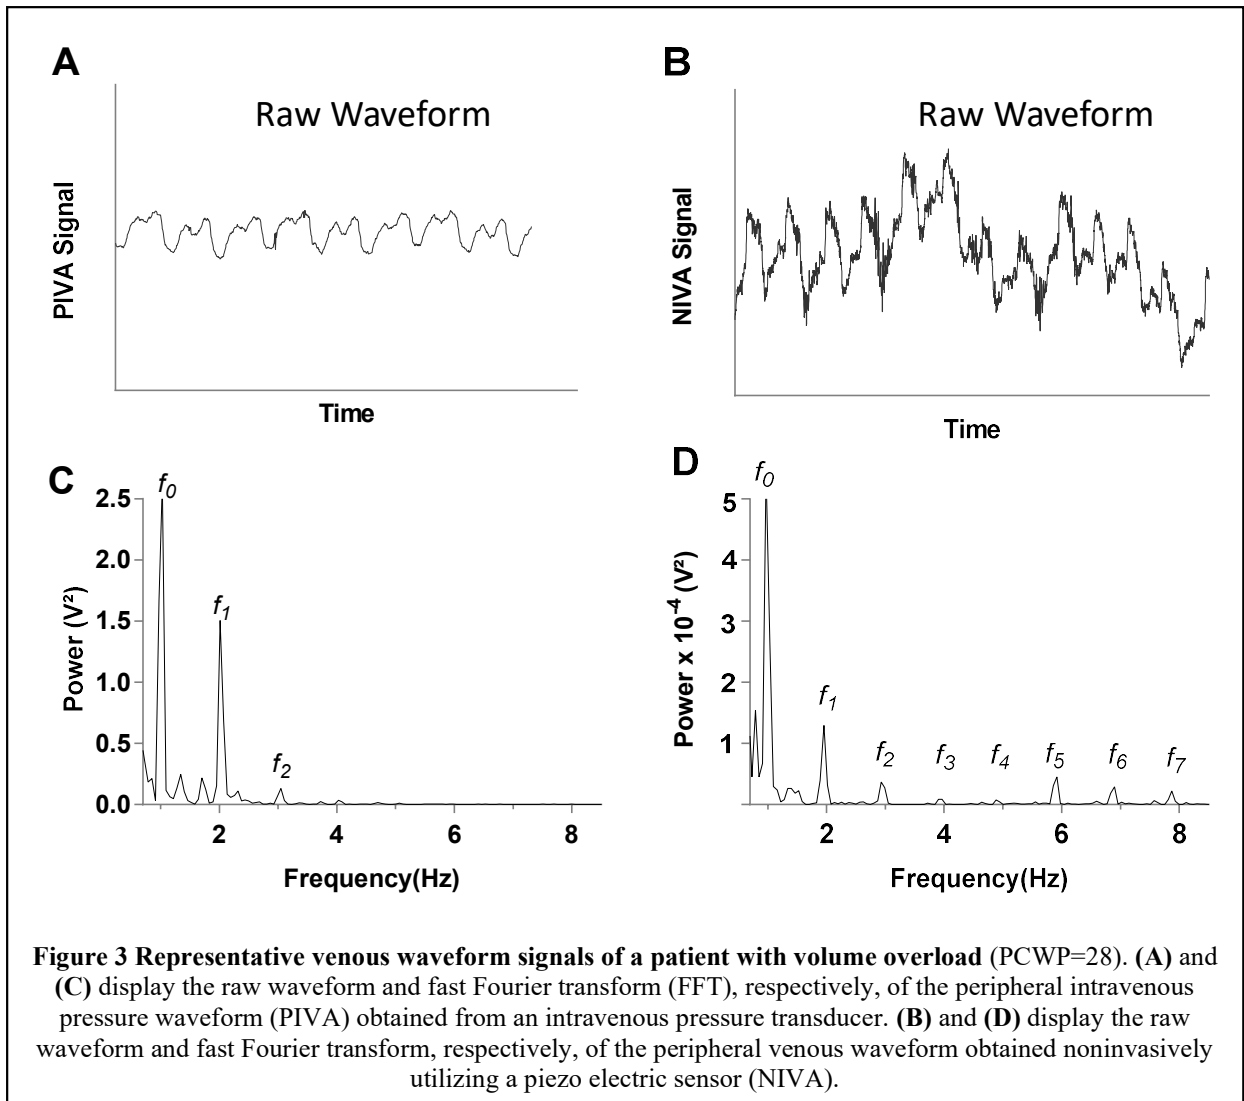 A
Raw Waveform
PIVA Signal
Time
B
Raw Waveform
NIVA Signal
Time
C
f0
f1
f2
2.5
2.0
1.5
1.0
0.5
0.0
Power (V²)
2
4
6
8
Frequency(Hz)
D
f0
f1
f2
f3
f4
f5
f6
f7
5
4
3
2
1
Power x 10-4 (V²)
2
4
6
8
Frequency(Hz)
Figure 3 Representative venous waveform signals of a patient with volume overload (PCWP=28). (A) and
(C) display the raw waveform and fast Fourier transform (FFT), respectively, of the peripheral intravenous
pressure waveform (PIVA) obtained from an intravenous pressure transducer. (B) and (D) display the raw
waveform and fast Fourier transform, respectively, of the peripheral venous waveform obtained noninvasively
utilizing a piezo electric sensor (NIVA).